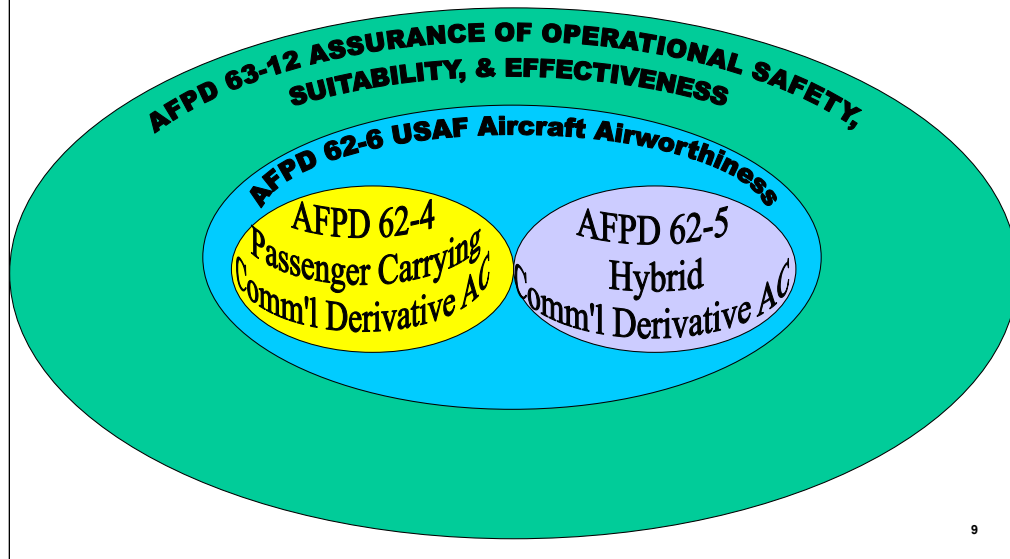 AFPD 63-12 ASSURANCE OF OPERATIONAL SAFETY,
SUITABILITY, & EFFECTIVENESS
AFPD 62-6 USAF Aircraft Airworthiness
AFPD 62-4
Passenger Carrying
Comm'l Derivative AC
AFPD 62-5
Hybrid
Comm'l Derivative AC
9